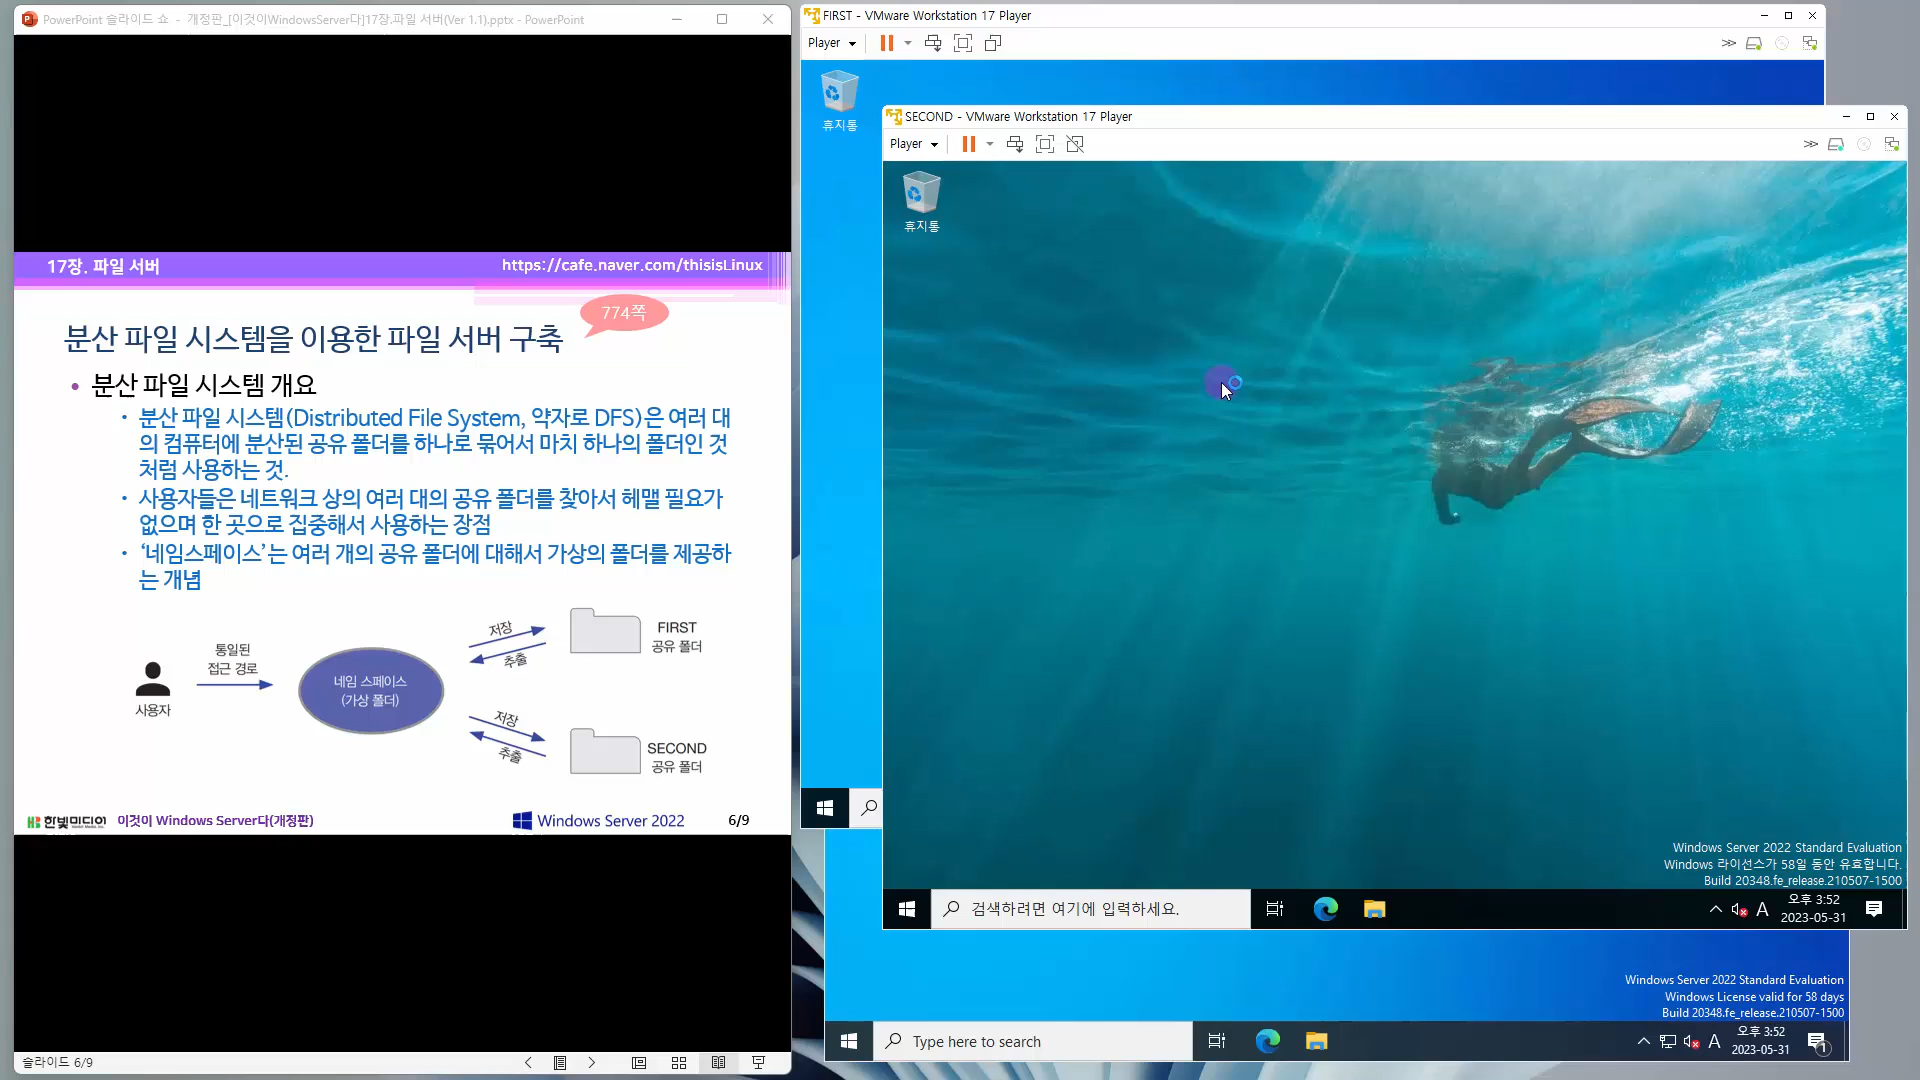 PowerPoint 슬라이드 쇼 - 개정판_[이것이WindowsServer다]17장.파일 서버(Ver 1.1).pptx - PowerPoint
17장. 파일 서버
https://cafe.naver.com/thisisLinux
774쪽
분산 파일 시스템을 이용한 파일 서버 구축
• 분산 파일 시스템 개요
• 분산 파일 시스템(Distributed File System, 약자로 DFS)은 여러 대
의 컴퓨터에 분산된 공유 폴더를 하나로 묶어서 마치 하나의 폴더인 것
처럼 사용하는 것.
• 사용자들은 네트워크 상의 여러 대의 공유 폴더를 찾아서 헤맬 필요가
없으며 한 곳으로 집중해서 사용하는 장점
• ‘네임스페이스’는 여러 개의 공유 폴더에 대해서 가상의 폴더를 제공하
는 개념
통일된
접근 경로
사용자
네임 스페이스
(가상 폴더)
저장
추출
FIRST
공유 폴더
저장
추출
SECOND
공유 폴더
한빛미디어
이것이 Windows Server다(개정판)
Windows Server 2022
6/9
슬라이드 6/9
FIRST - VMware Workstation 17 Player
Player
휴지통
SECOND - VMware Workstation 17 Player
Player
휴지통
Windows Server 2022 Standard Evaluation
Windows 라이선스가 58일 동안 유효합니다.
Build 20348.fe_release.210507-1500
검색하려면 여기에 입력하세요.
A
오후 3:52
2023-05-31
Windows Server 2022 Standard Evaluation
Windows License valid for 58 days
Build 20348.fe_release.210507-1500
Type here to search
A
오후 3:52
2023-05-31
1